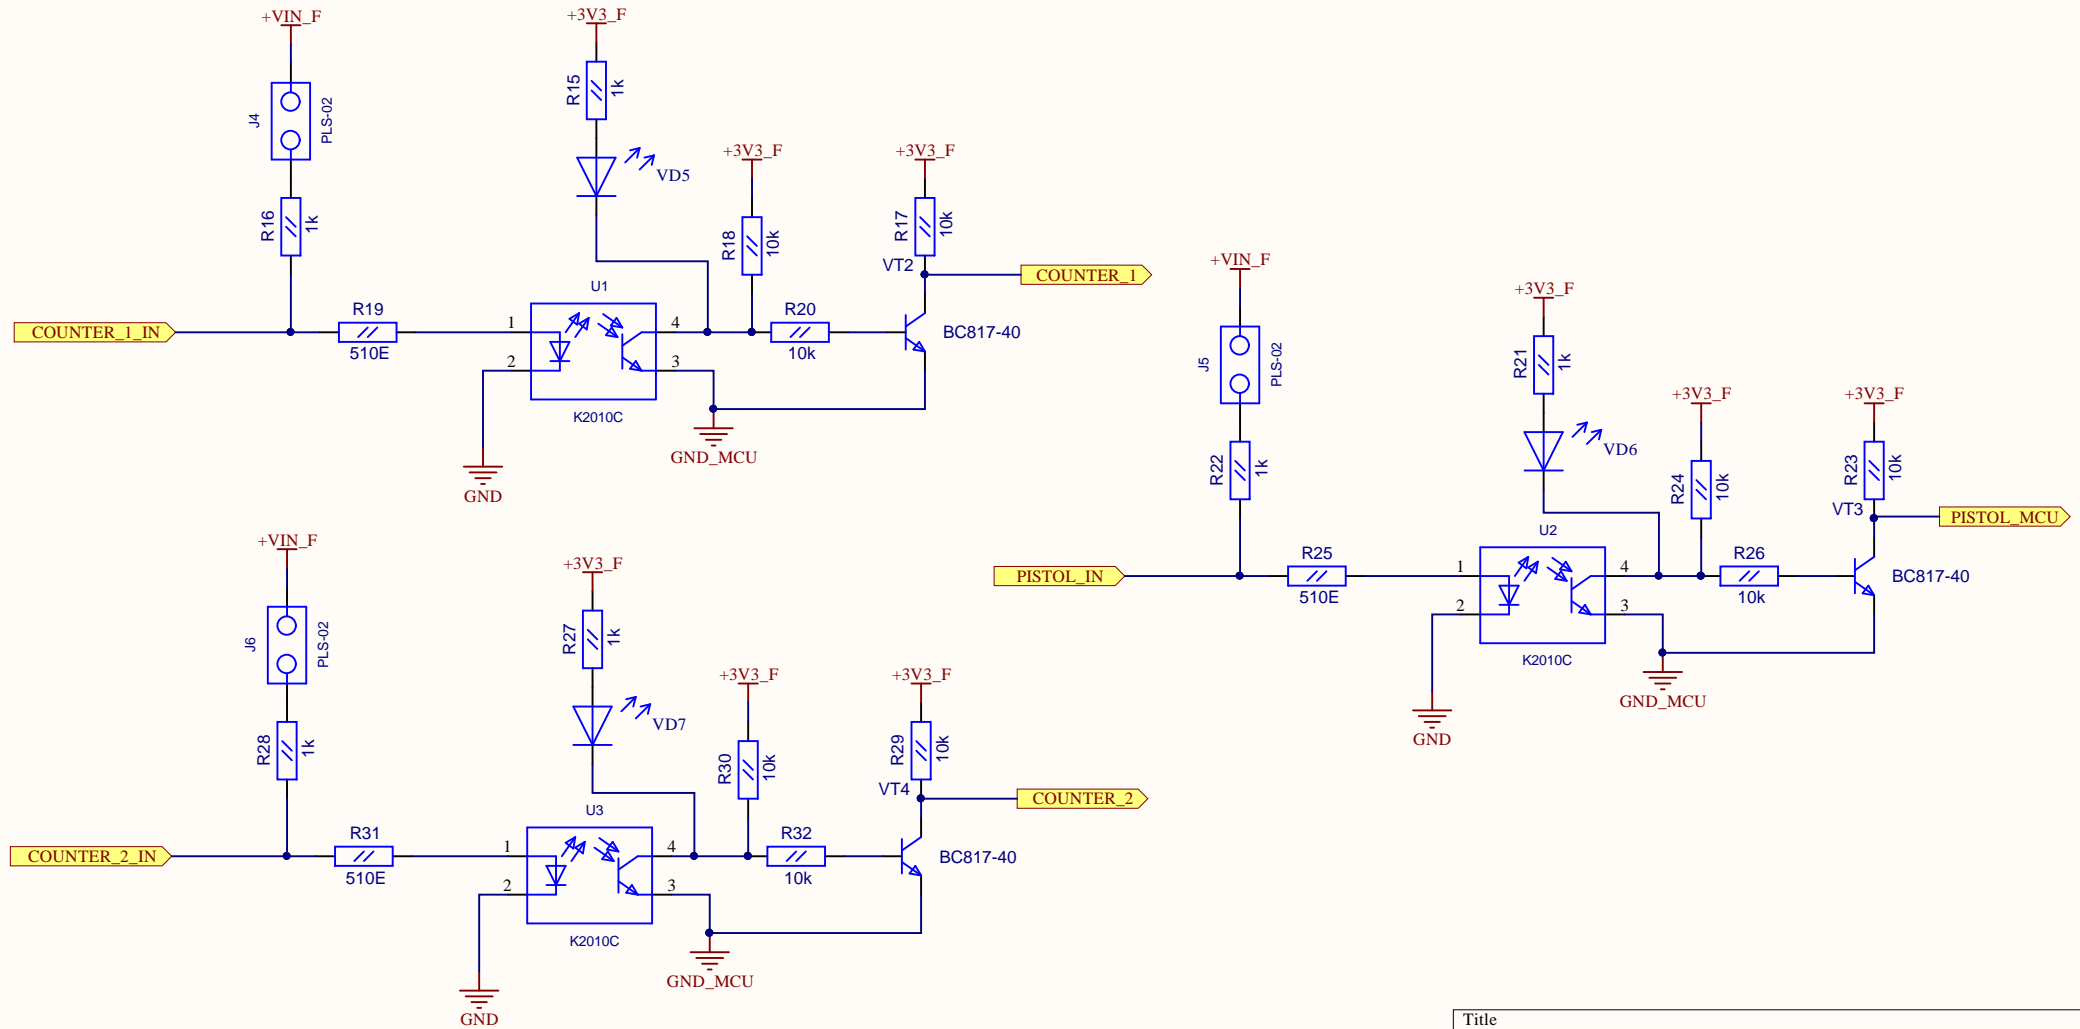 +VIN_F
J4
PLS-02
R16
1k
COUNTER_1_IN
R19
510E
+3V3_F
R15
1k
VD5
U1
1
2
4
3
K2010C
GND
GND_MCU
+3V3_F
R18
10k
R20
10k
+3V3_F
R17
10k
VT2
BC817-40
COUNTER_1
+VIN_F
J5
PLS-02
R22
1k
PISTOL_IN
R25
510E
+3V3_F
R21
1k
VD6
U2
1
2
4
3
K2010C
GND
GND_MCU
+3V3_F
R24
10k
R26
10k
+3V3_F
R23
10k
VT3
BC817-40
PISTOL_MCU
+VIN_F
J6
PLS-02
R28
1k
COUNTER_2_IN
R31
510E
+3V3_F
R27
1k
VD7
U3
1
2
4
3
K2010C
GND
GND_MCU
+3V3_F
R30
10k
R32
10k
+3V3_F
R29
10k
VT4
BC817-40
COUNTER_2
Title